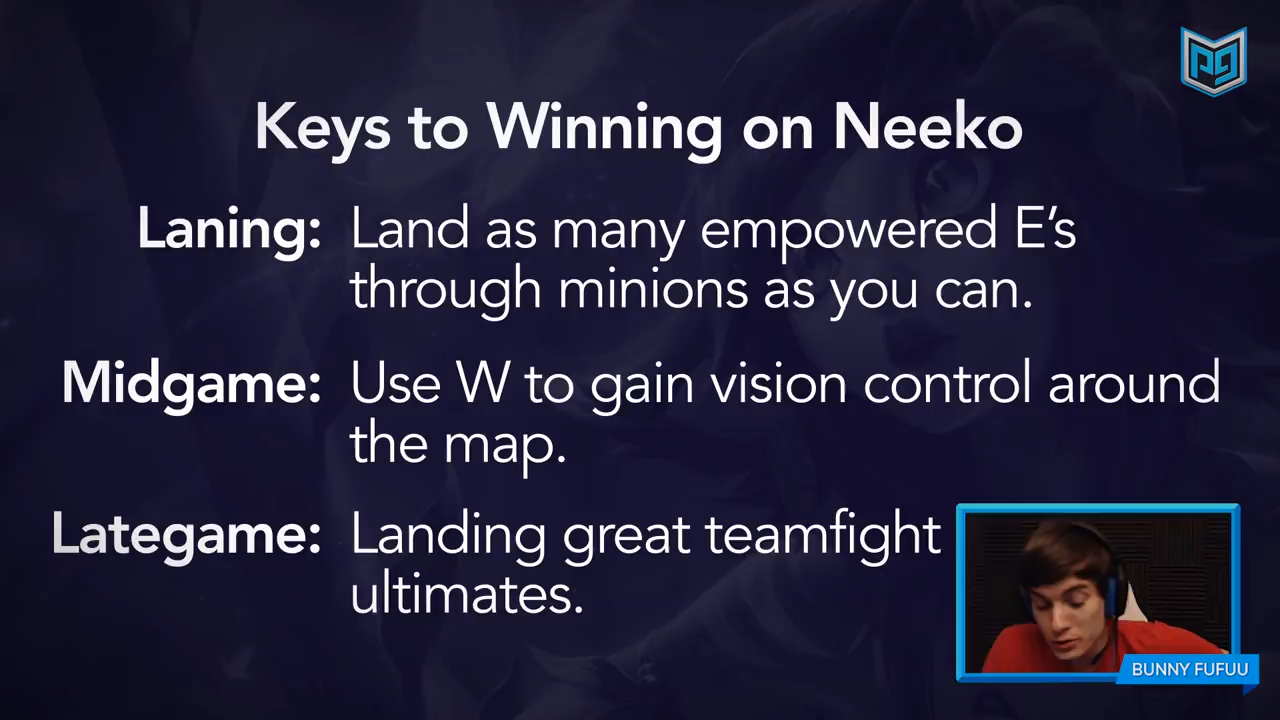 PG
Keys to Winning on Neeko
Laning: Land as many empowered E’s
through minions as you can.
Midgame: Use W to gain vision control around
the map.
Lategame: Landing great teamfight
ultimates.
BUNNY FUFUU